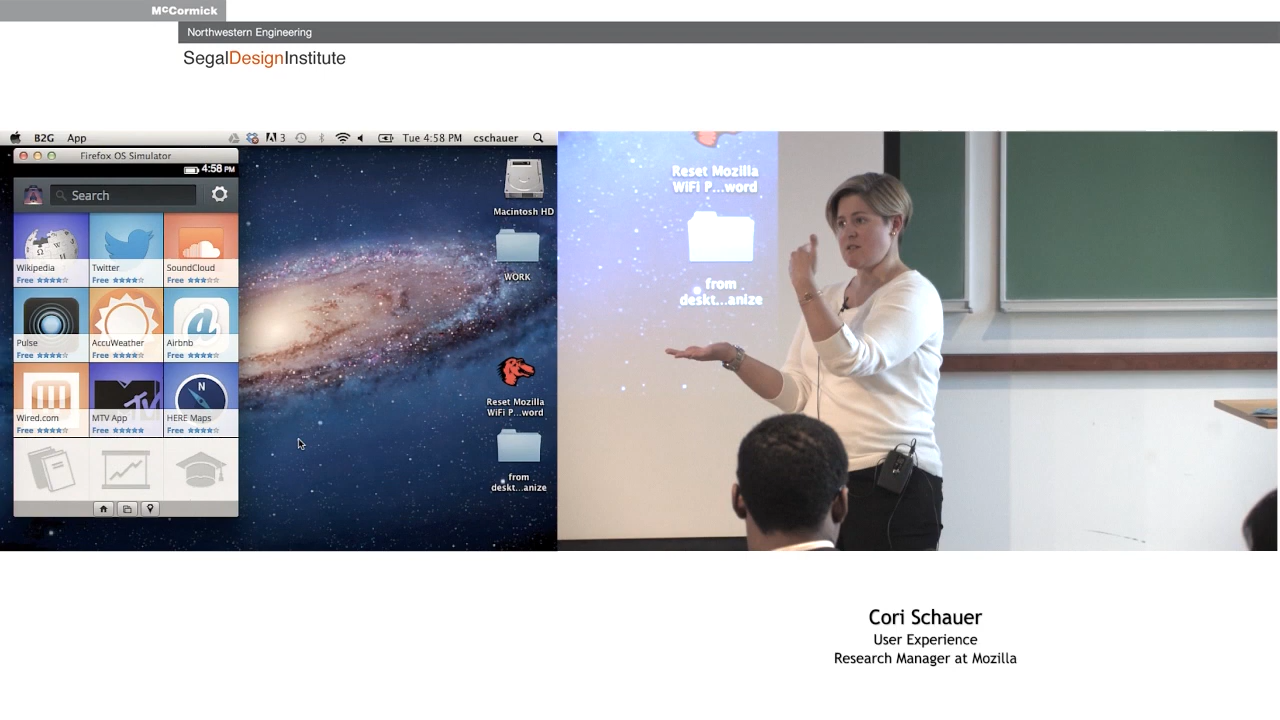 McCormick
Northwestern Engineering
SegalDesignInstitute
B2G App 3 Tue 4:58 PM cschauer
Firefox OS Simulator
4:58 PM
Search
Macintosh HD
Wikipedia Twitter SoundCloud
Free Free Free
WORK
Pulse AccuWeather Airbnb
Free Free Free
Wired.com MTV App HERE Maps
Free Free Free
N
Reset Mozilla
WiFi P...word
from
deskt...anize
Reset Mozilla
WiFi P...word
from
deskt...anize
Cori Schauer
User Experience
Research Manager at Mozilla